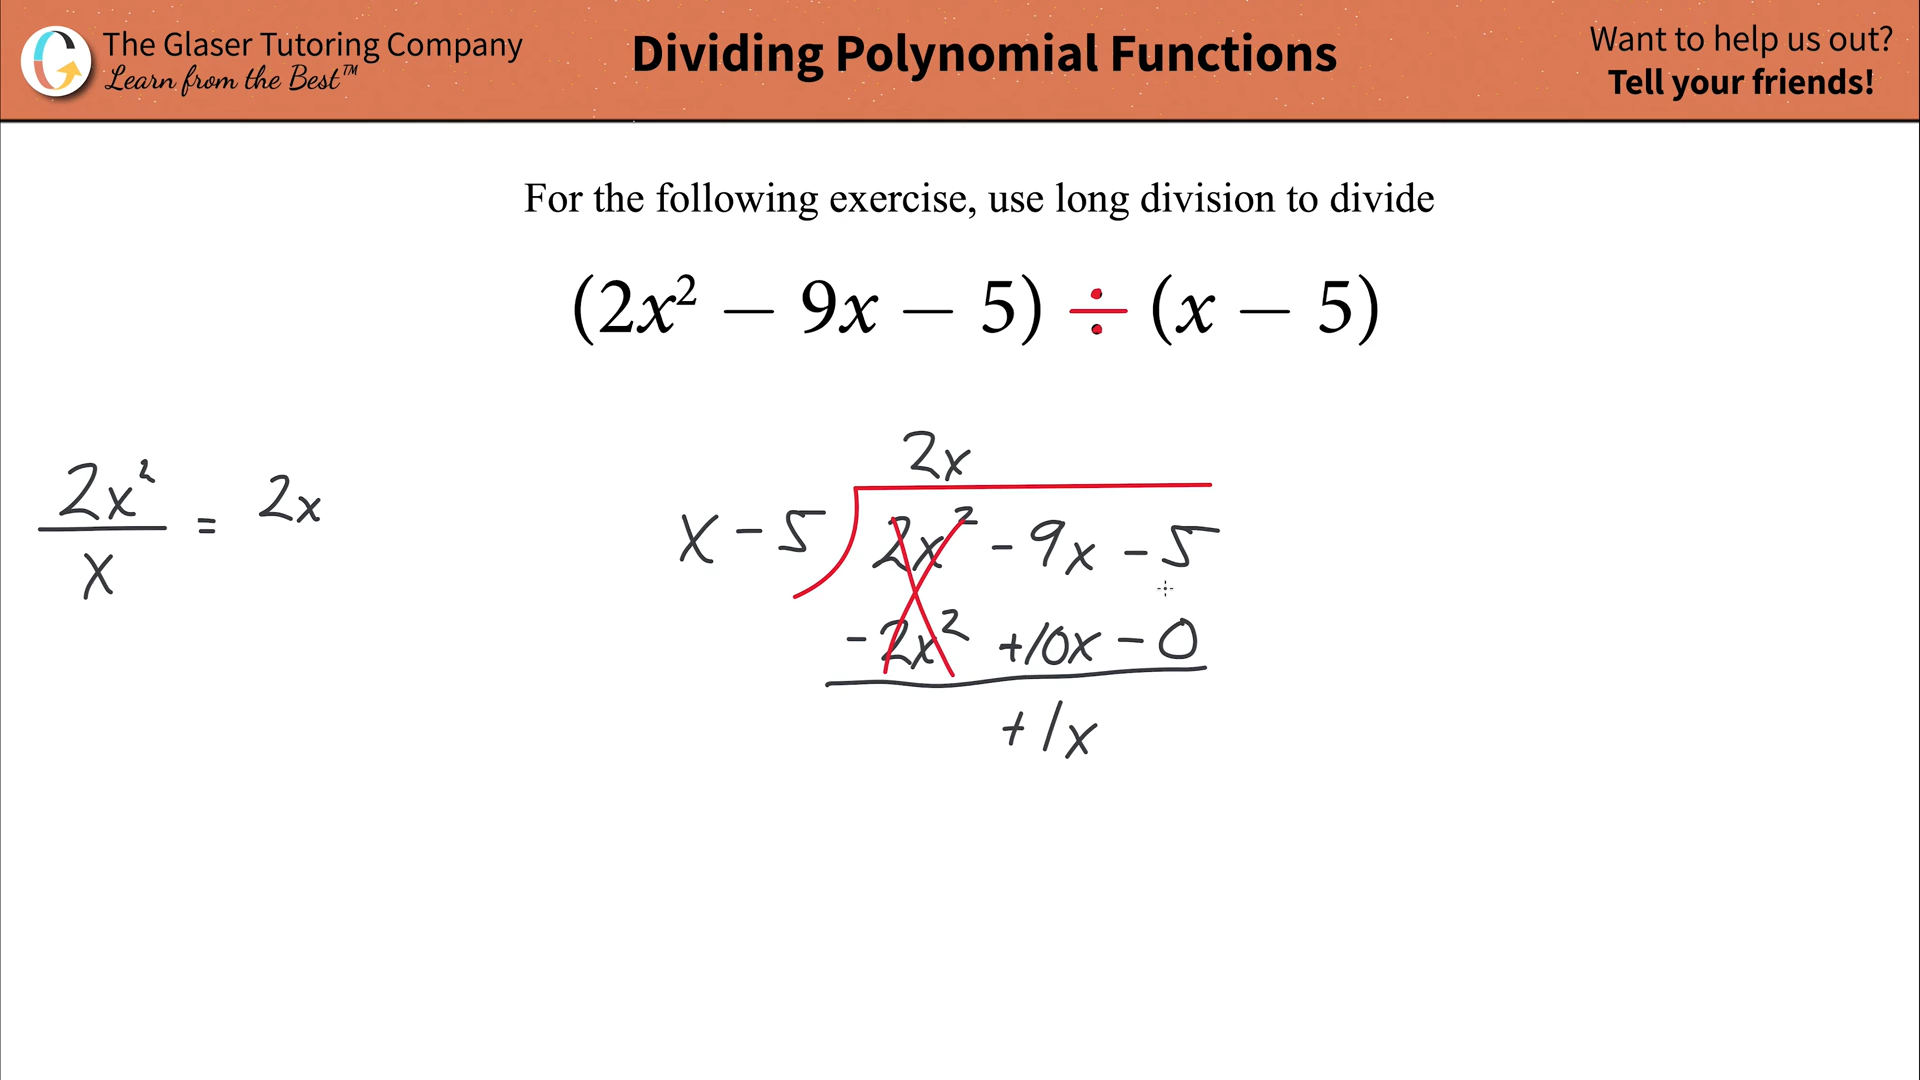 The Glaser Tutoring Company
Learn from the Best™
Dividing Polynomial Functions
Want to help us out?
Tell your friends!
For the following exercise, use long division to divide
(2x² − 9x − 5) ÷ (x − 5)
2x²
x
= 2x
2x
x - 5
2x² - 9x - 5
-2x² +10x - 0
+1x